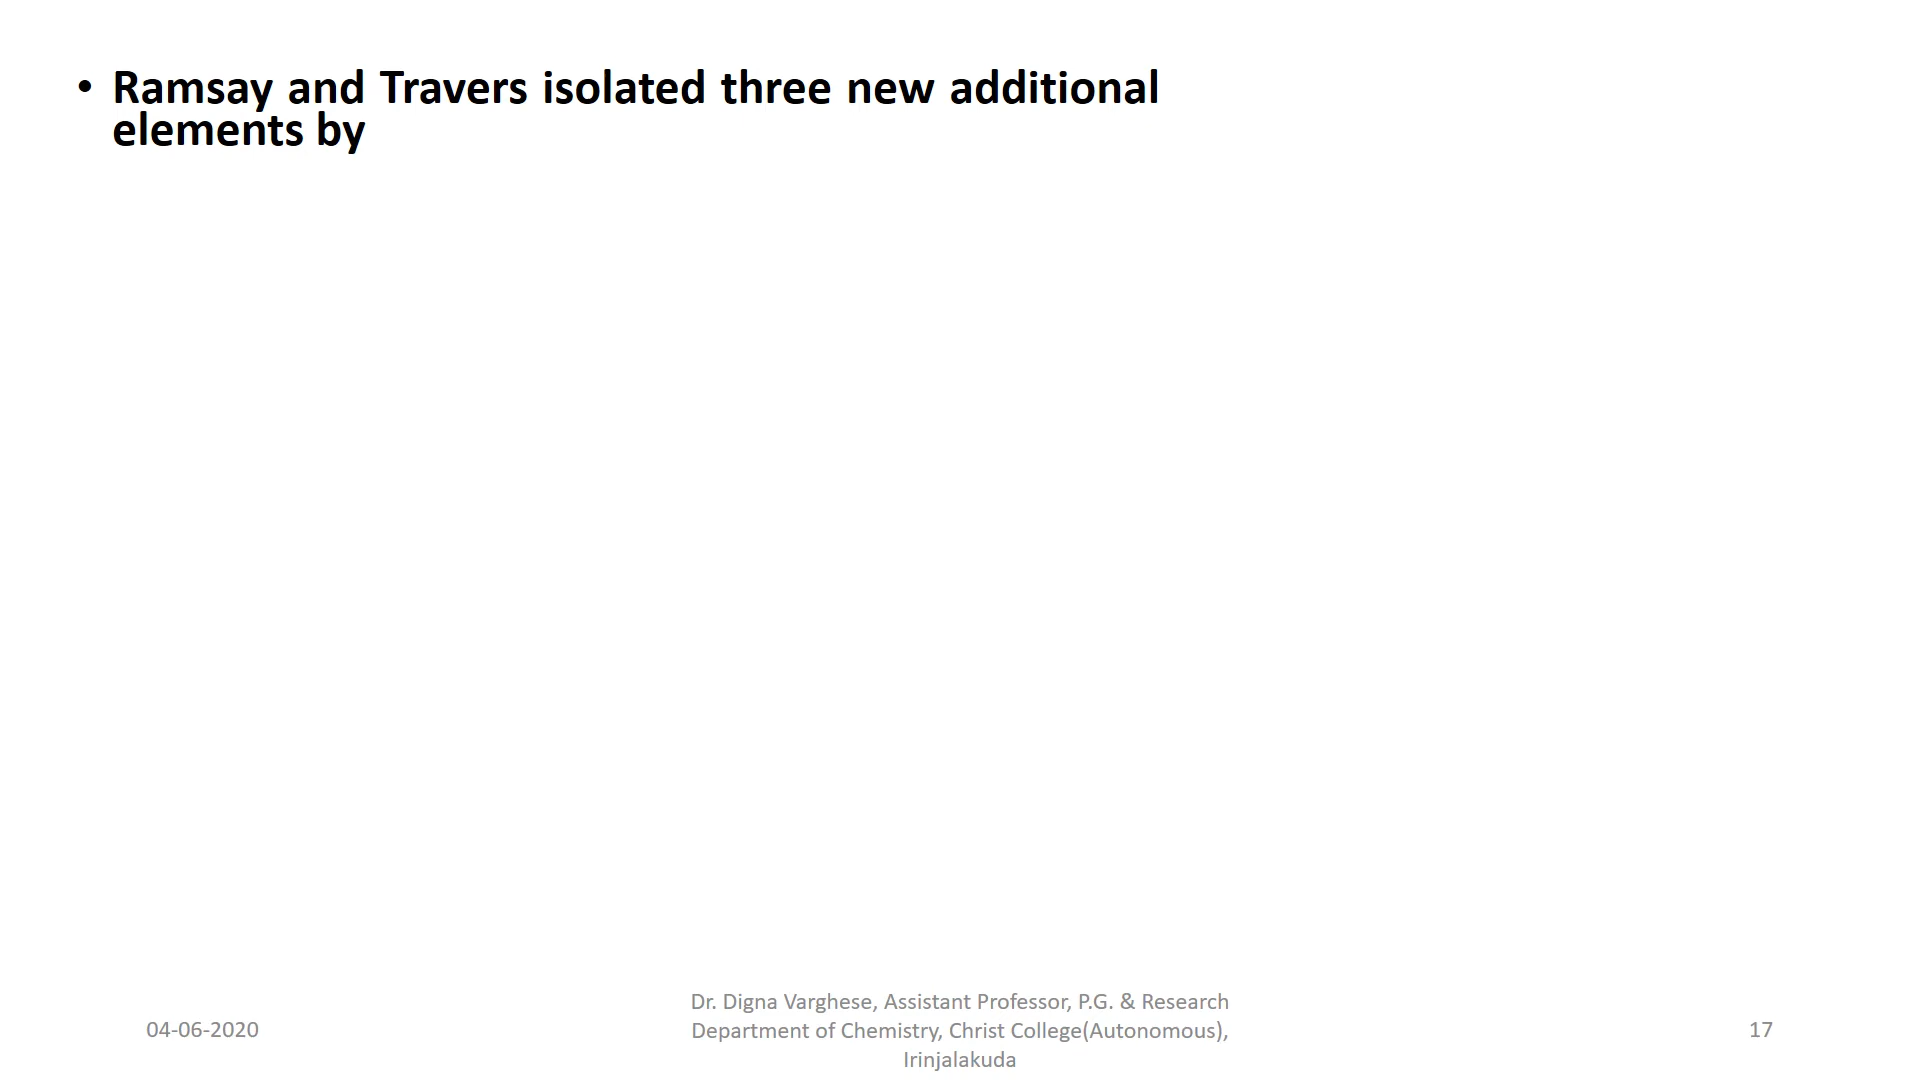 • Ramsay and Travers isolated three new additional
elements by
04-06-2020
Dr. Digna Varghese, Assistant Professor, P.G. & Research
Department of Chemistry, Christ College(Autonomous),
Irinjalakuda
17